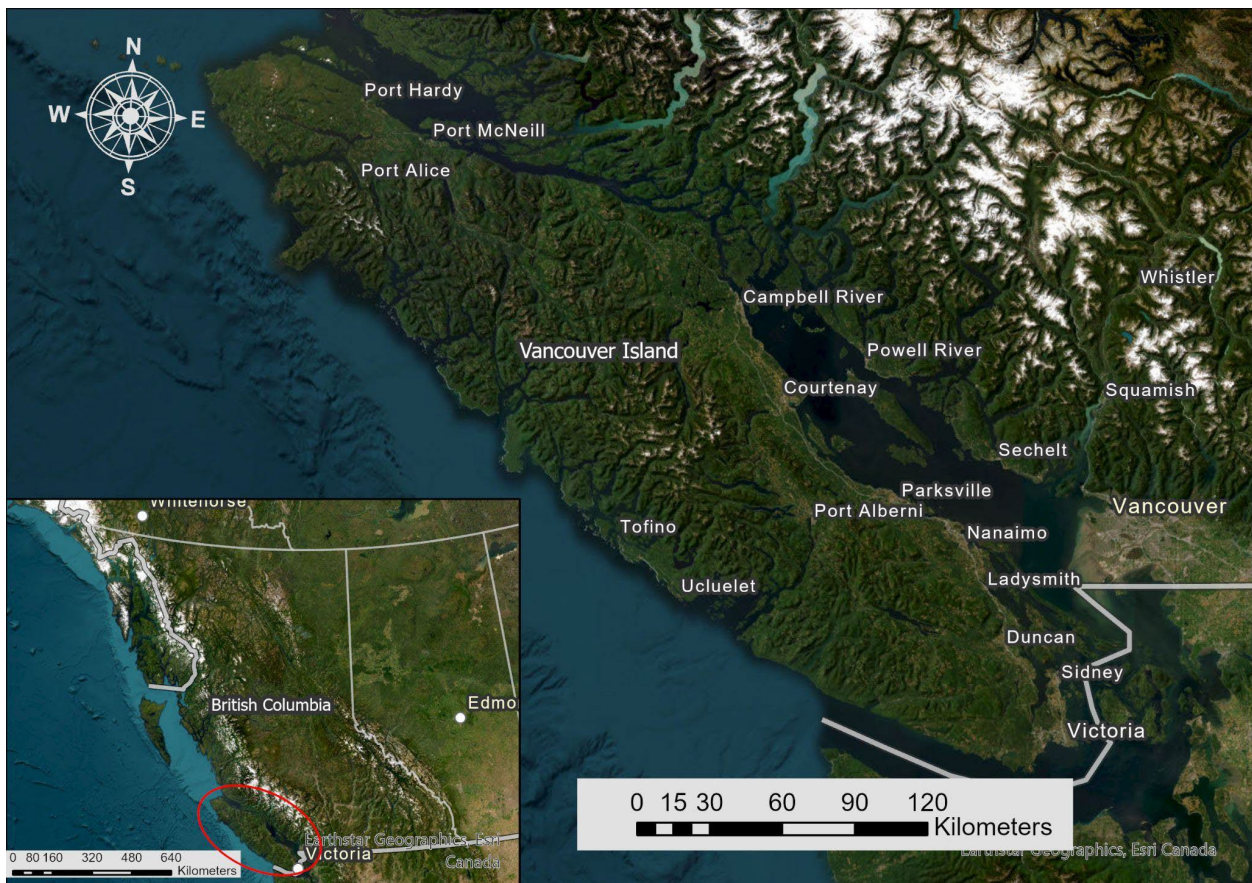 N
W
E
S
Port Hardy
Port McNeill
Port Alice
Campbell River
Whistler
Vancouver Island
Powell River
Courtenay
Squamish
Sechelt
Parksville
Port Alberni
Vancouver
Tofino
Nanaimo
Ucluelet
Ladysmith
Duncan
Sidney
Victoria
0 15 30 60 90 120
Kilometers
Earthstar Geographics, Esri Canada
Whitehorse
British Columbia
Edmo
Earthstar Geographics, Esri
Canada
Victoria
0 80 160 320 480 640
Kilometers